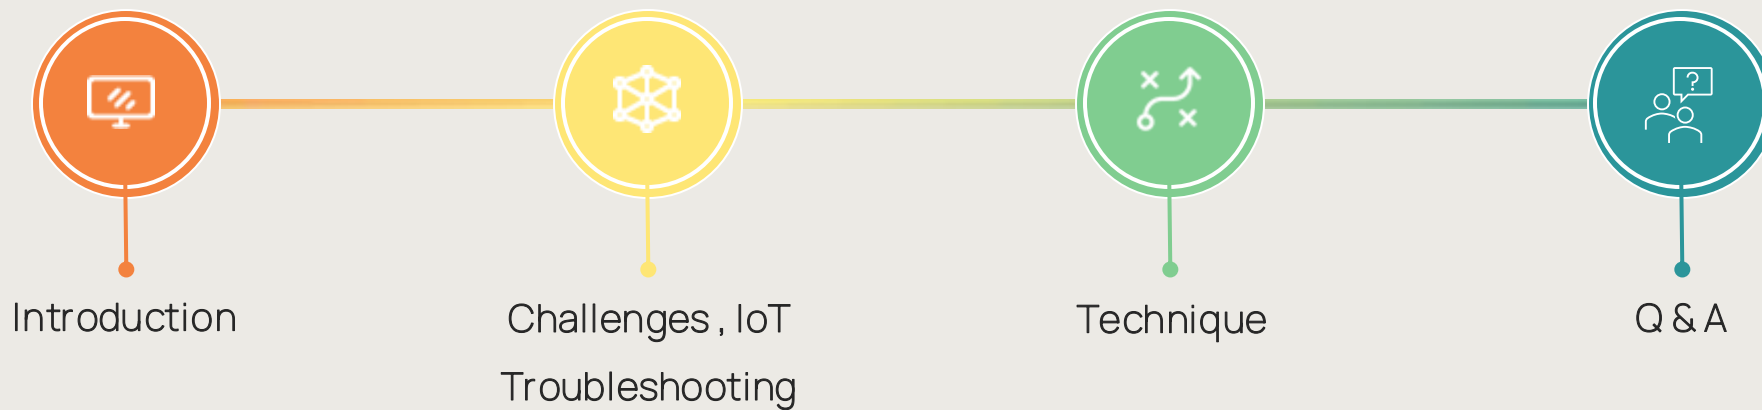 ?
Introduction
Challenges , IoT
Troubleshooting
Technique
Q & A